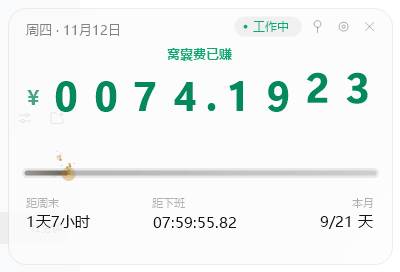 周四 · 11月12日
工作中
窝囊费已赚
¥ 0074.1923
距周末
距下班
本月
1天7小时
07:59:55.82
9/21 天